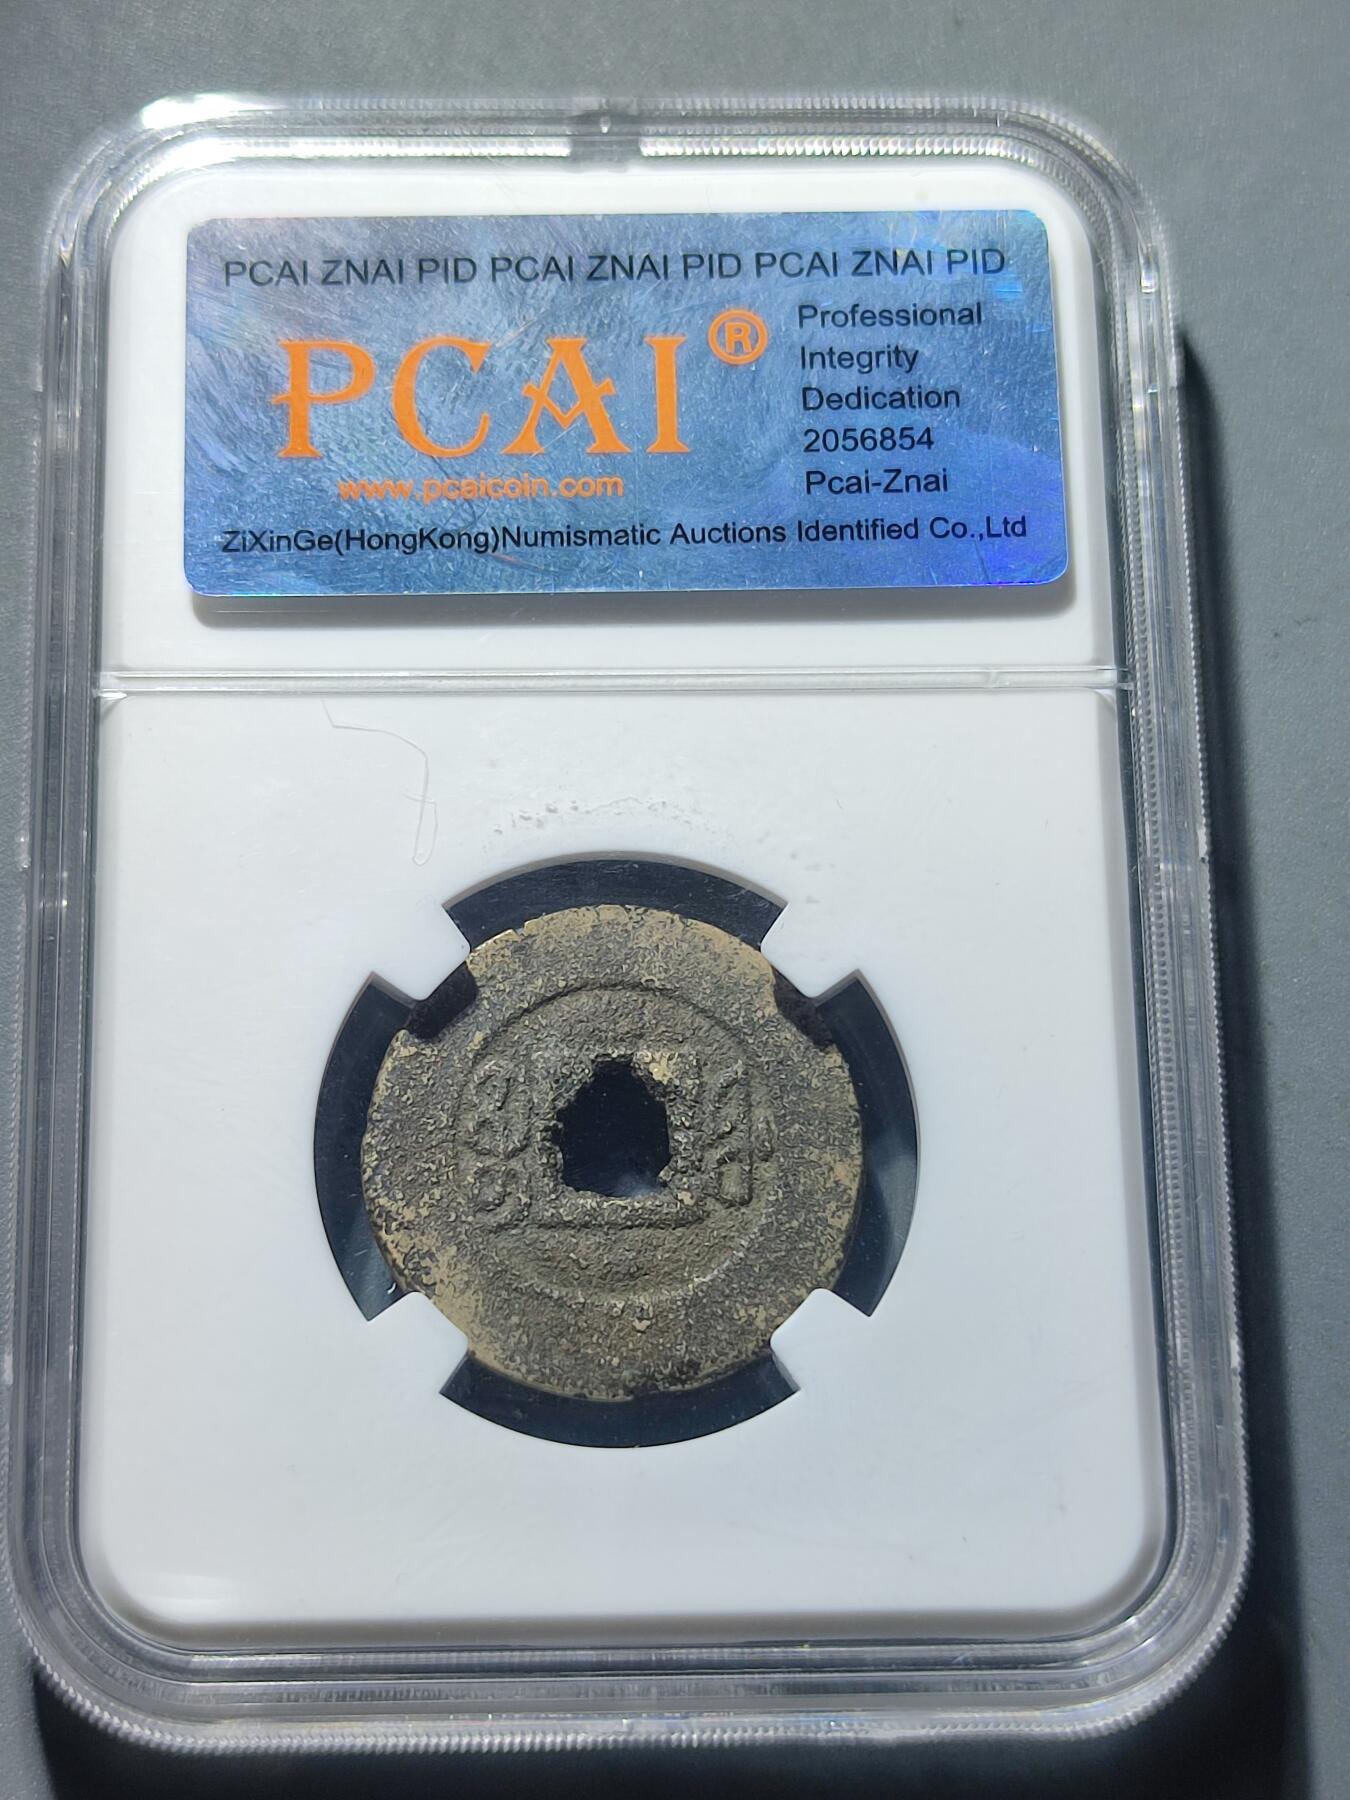 PCAI ZNAI PID PCAI ZNAI PID PCAI ZNAI PID
PCAI®
www.pcaicoin.com
Professional
Integrity
Dedication
2056854
Pcai-Znai
ZiXinGe(HongKong)Numismatic Auctions Identified Co.,Ltd